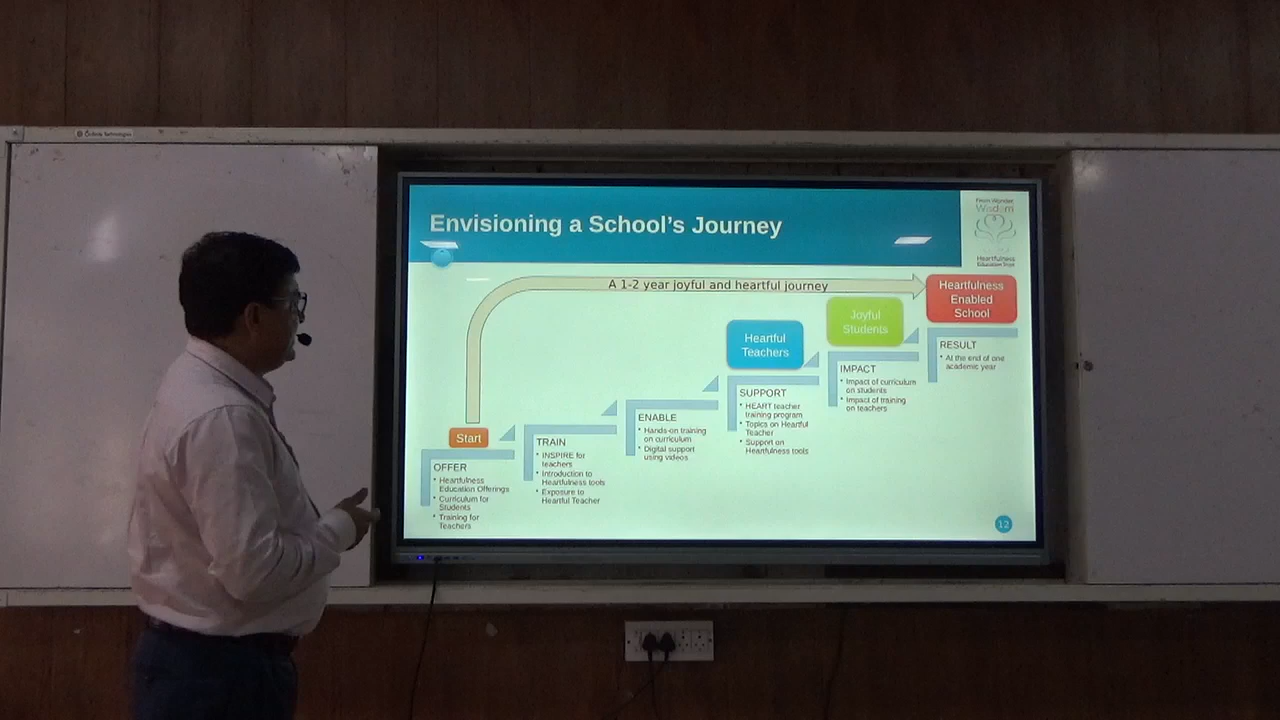 Envisioning a School's Journey
From Wonder
Wisdom
Heartfulness
Education Trust
A 1-2 year joyful and heartful journey
Heartfulness
Enabled
School
Joyful
Students
Heartful
Teachers
Start
OFFER
• Heartfulness
Education Offerings
• Curriculum for
Students
• Training for
Teachers
TRAIN
• INSPIRE for
teachers
• Introduction to
Heartfulness tools
• Exposure to
Heartful Teacher
ENABLE
• Hands-on training
on curriculum
• Digital support
using videos
SUPPORT
• HEART teacher
training program
• Topics on Heartful
Teacher
• Support on
Heartfulness tools
IMPACT
• Impact of curriculum
on students
• Impact of training
on teachers
RESULT
• At the end of one
academic year
12